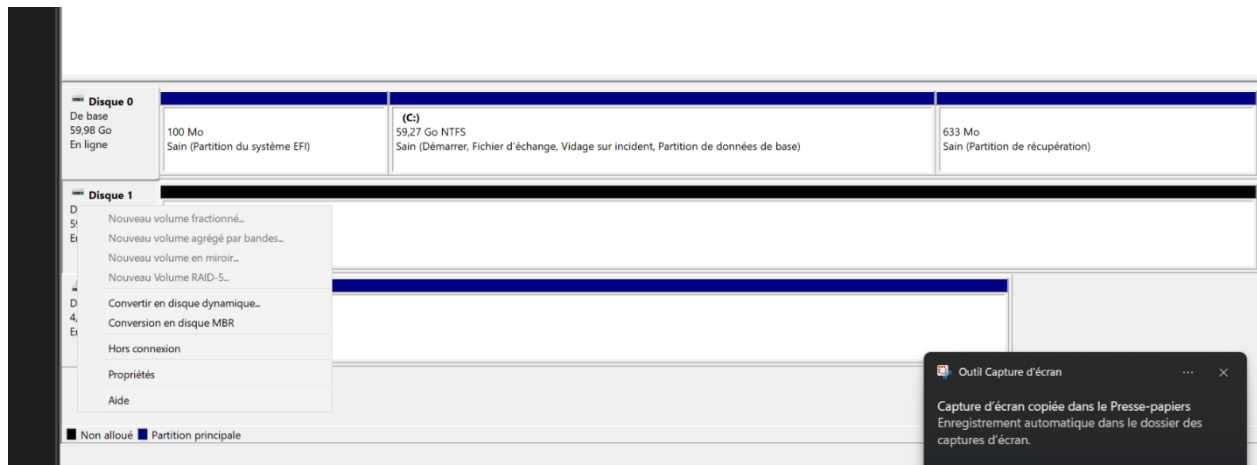 Disque 0
De base
59,98 Go
En ligne
100 Mo
Sain (Partition du système EFI)
(C:)
59,27 Go NTFS
Sain (Démarrer, Fichier d'échange, Vidage sur incident, Partition de données de base)
633 Mo
Sain (Partition de récupération)
Disque 1
Nouveau volume fractionné...
Nouveau volume agrégé par bandes...
Nouveau volume en miroir...
Nouveau Volume RAID-5...
Convertir en disque dynamique...
Conversion en disque MBR
Hors connexion
Propriétés
Aide
Non alloué
Partition principale
Outil Capture d'écran
Capture d'écran copiée dans le Presse-papiers
Enregistrement automatique dans le dossier des
captures d'écran.